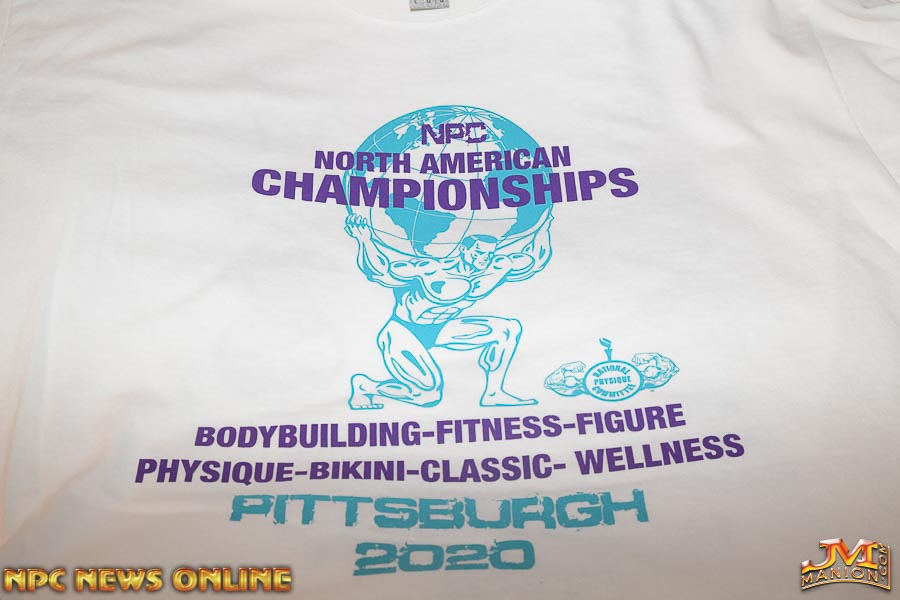 NPC
NORTH AMERICAN
CHAMPIONSHIPS
NATIONAL
PHYSIQUE
COMMITTEE
BODYBUILDING-FITNESS-FIGURE
PHYSIQUE-BIKINI-CLASSIC- WELLNESS
PITTSBURGH
2020
NPC NEWS ONLINE
JM
MANION.COM